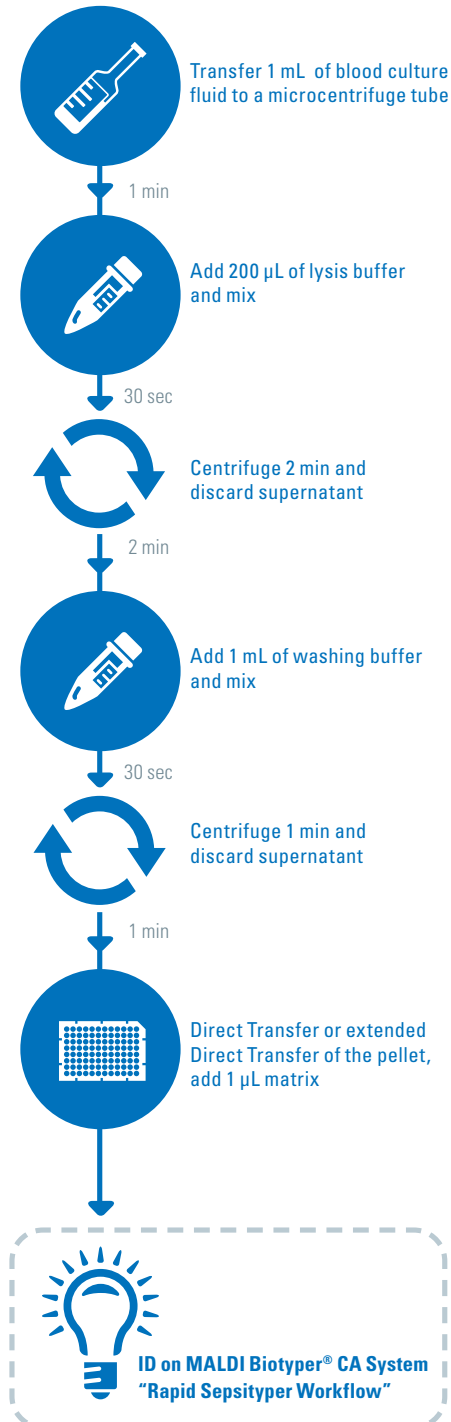 Transfer 1 mL of blood culture
fluid to a microcentrifuge tube
1 min
Add 200 µL of lysis buffer
and mix
30 sec
Centrifuge 2 min and
discard supernatant
2 min
Add 1 mL of washing buffer
and mix
30 sec
Centrifuge 1 min and
discard supernatant
1 min
Direct Transfer or extended
Direct Transfer of the pellet,
add 1 µL matrix
ID on MALDI Biotyper® CA System
“Rapid Sepsityper Workflow”